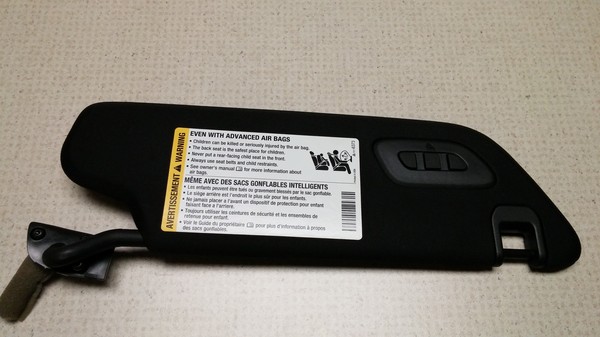 AVERTISSEMENT WARNING
EVEN WITH ADVANCED AIR BAGS
• Children can be killed or seriously injured by the air bag.
• The back seat is the safest place for children.
• Never put a rear-facing child seat in the front.
• Always use seat belts and child restraints.
• See owner's manual for more information about
air bags.
MÊME AVEC DES SACS GONFLABLES INTELLIGENTS
• Les enfants peuvent être tués ou gravement blessés par le sac gonflable.
• Le siège arrière est l'endroit le plus sûr pour les enfants.
• Ne jamais placer à l'avant un dispositif de protection pour enfant
faisant face à l'arrière.
• Toujours utiliser les ceintures de sécurité et les ensembles de
retenue pour enfant.
• Voir le Guide du propriétaire pour plus d'information à propos
des sacs gonflables.